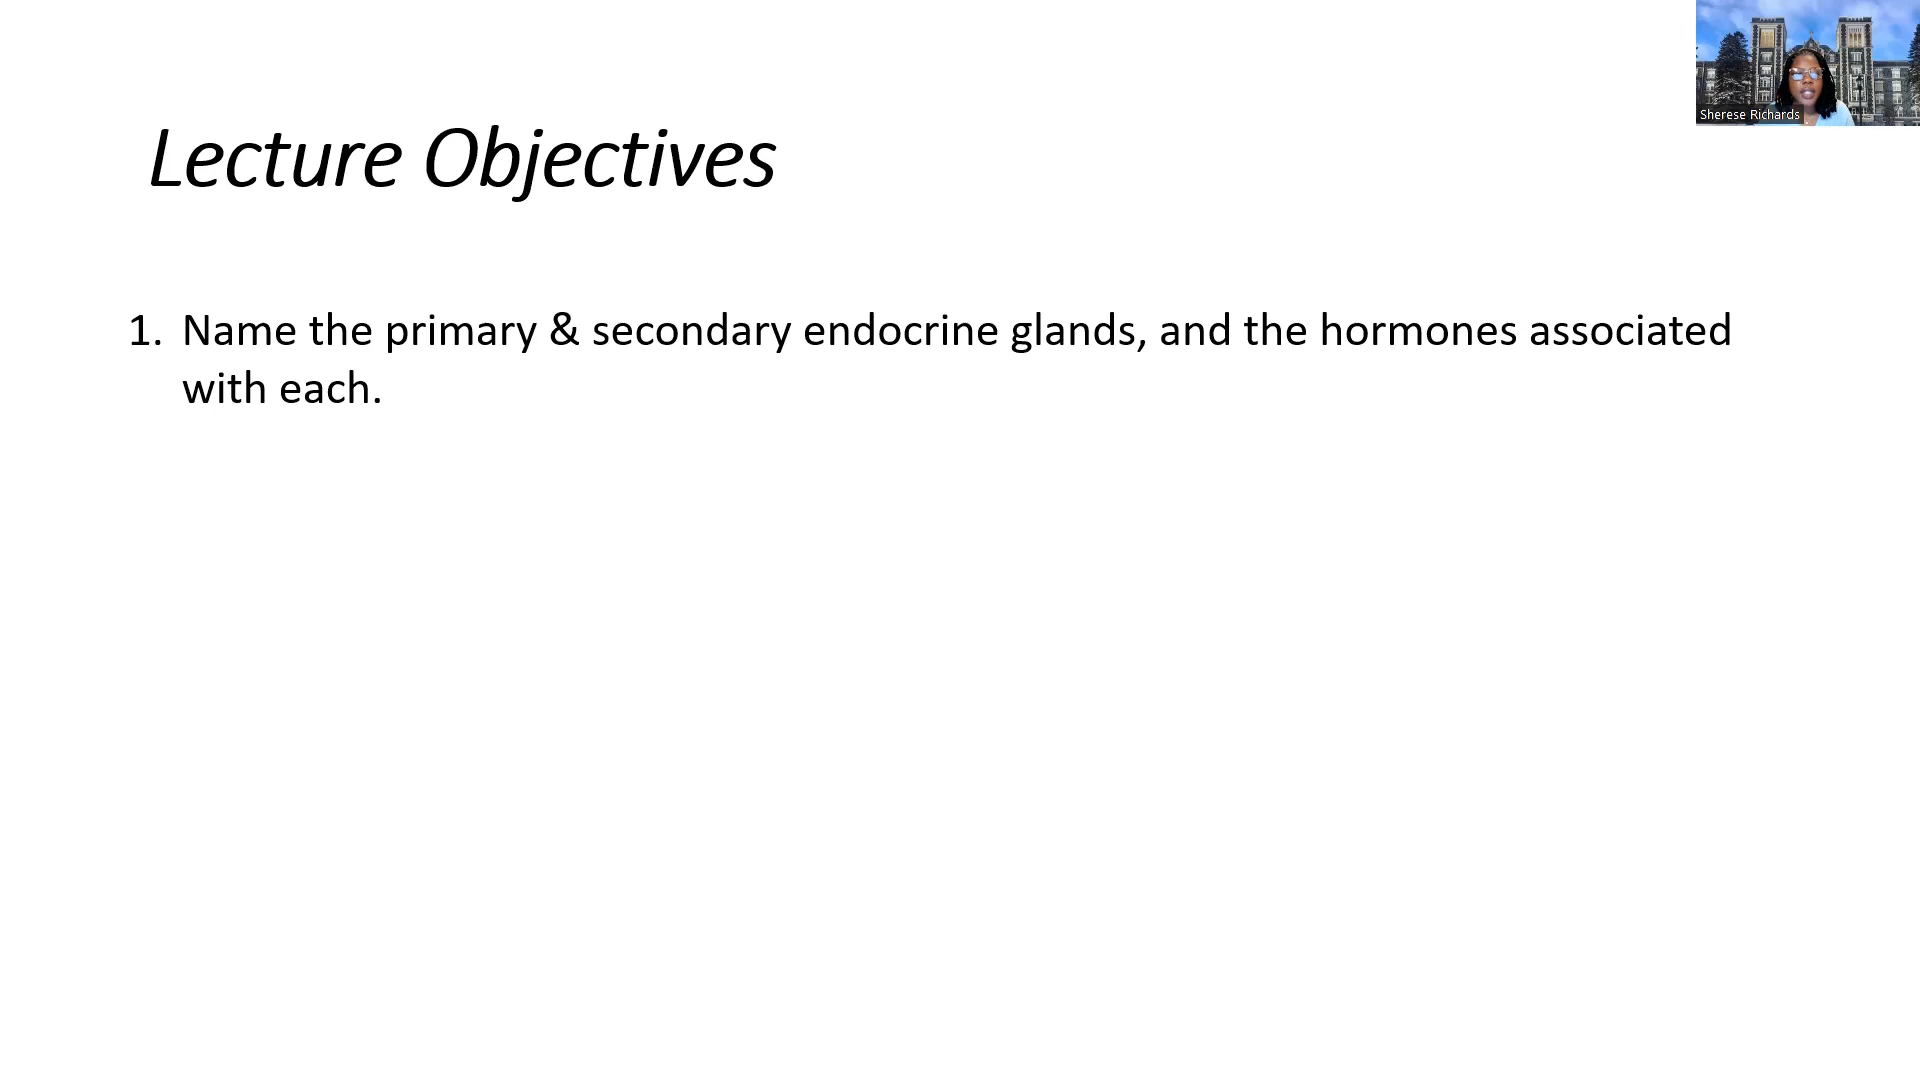 Sherese Richards
Lecture Objectives
1. Name the primary & secondary endocrine glands, and the hormones associated
with each.